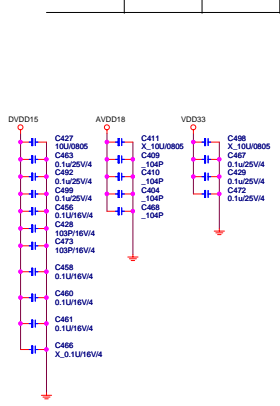 DVDD15 AVDD18 VDD33
C427
10U/0805
C463
0.1u/25V/4
C492
0.1u/25V/4
C499
0.1u/25V/4
C456
0.1U/16V/4
C428
103P/16V/4
C473
103P/16V/4
C458
0.1U/16V/4
C460
0.1U/16V/4
C461
0.1U/16V/4
C466
X_0.1U/16V/4
C411
X_10U/0805
C409
_104P
C410
_104P
C404
_104P
C468
_104P
C498
X_10U/0805
C467
0.1u/25V/4
C429
0.1u/25V/4
C472
0.1u/25V/4